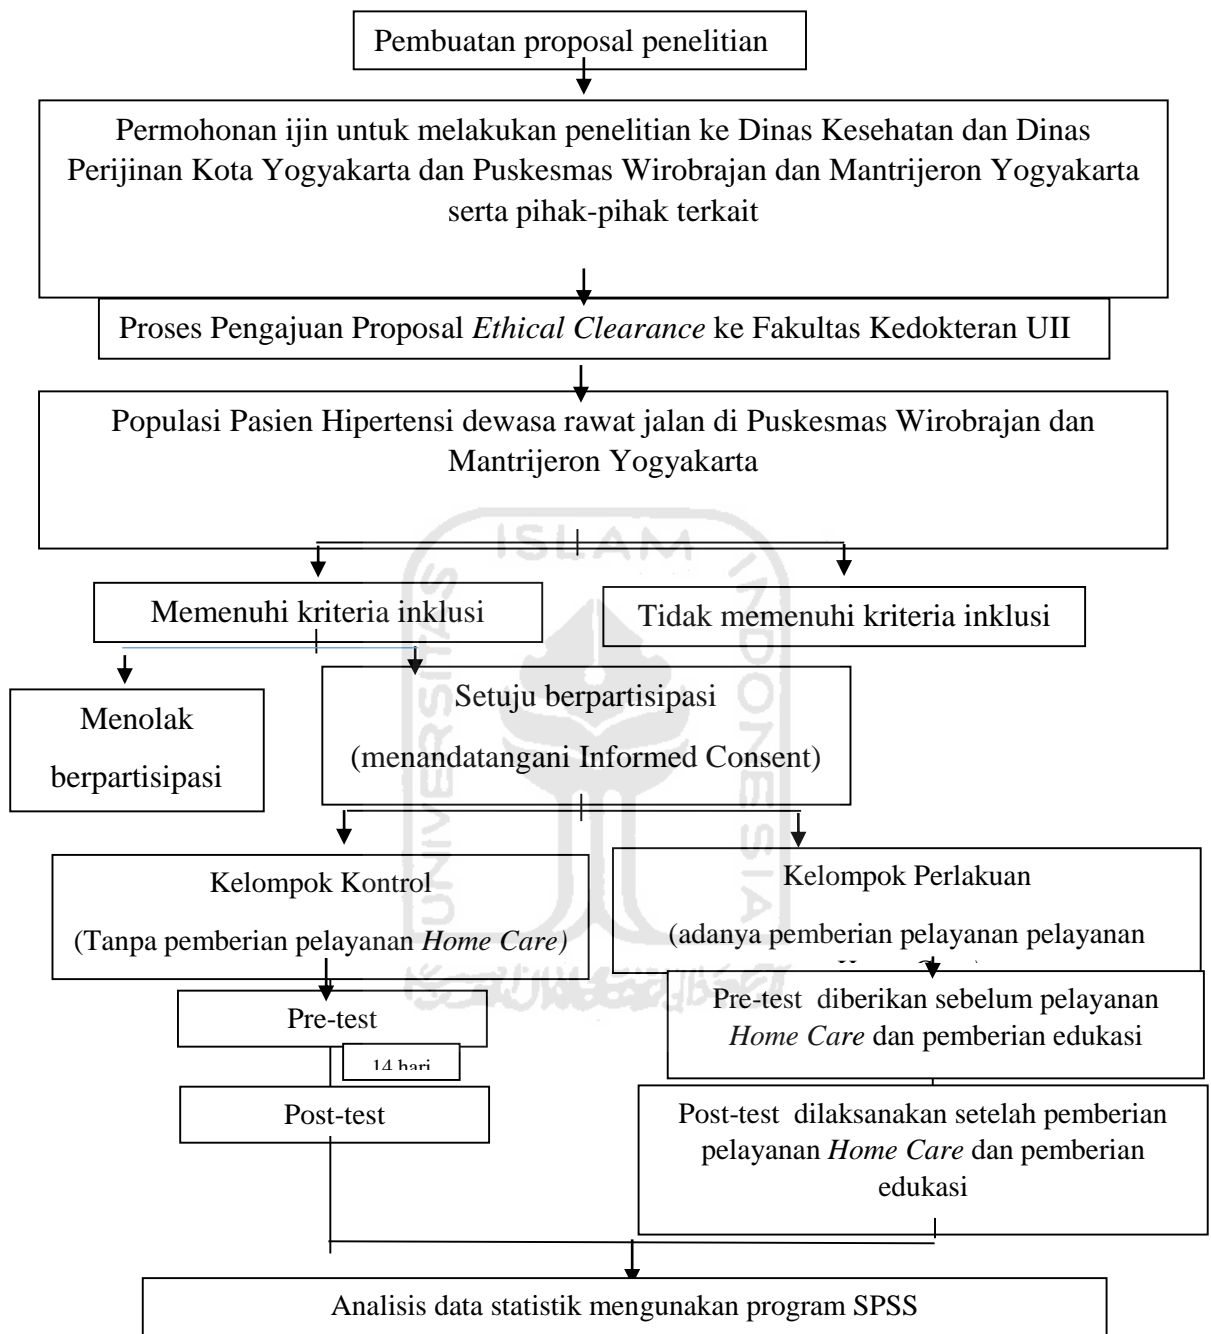 Pembuatan proposal penelitian
Permohonan ijin untuk melakukan penelitian ke Dinas Kesehatan dan Dinas
Perijinan Kota Yogyakarta dan Puskesmas Wirobrajan dan Mantrijeron Yogyakarta
serta pihak-pihak terkait
Proses Pengajuan Proposal Ethical Clearance ke Fakultas Kedokteran UII
Populasi Pasien Hipertensi dewasa rawat jalan di Puskesmas Wirobrajan dan
Mantrijeron Yogyakarta
Memenuhi kriteria inklusi
Tidak memenuhi kriteria inklusi
Menolak
berpartisipasi
Setuju berpartisipasi
(menandatangani Informed Consent)
Kelompok Kontrol
(Tanpa pemberian pelayanan Home Care)
Kelompok Perlakuan
(adanya pemberian pelayanan pelayanan
Pre-test
14 hari
Post-test
Pre-test diberikan sebelum pelayanan
Home Care dan pemberian edukasi
Post-test dilaksanakan setelah pemberian
pelayanan Home Care dan pemberian
edukasi
Analisis data statistik mengunakan program SPSS
UNIVERSITAS
ISLAM
INDONESIA